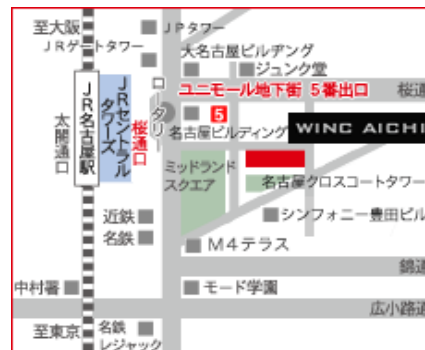 至大阪
JPタワー
JRゲートタワー
大名古屋ビルヂング
ジュンク堂
ユニモール地下街 5番出口
桜通
JR名古屋駅
JRセントラル
タワーズ
桜通口
ロータリー
太閤通口
5
名古屋ビルディング
WINC AICHI
ミッドランド
スクエア
名古屋クロスコートタワー
近鉄
名鉄
シンフォニー豊田ビル
M4テラス
錦通
中村署
モード学園
広小路通
至東京
名鉄
レジャック